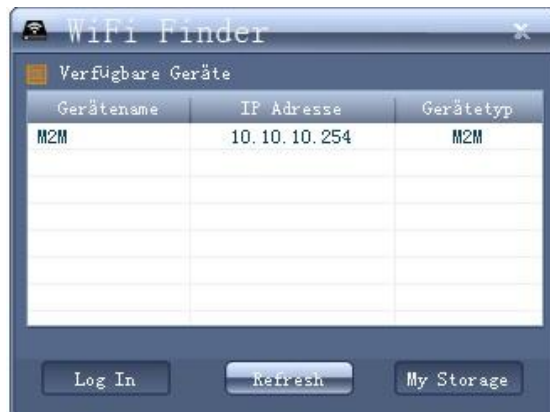 WiFi Finder
Verfügbare Geräte
Gerätename IP Adresse Gerätetyp
M2M 10.10.10.254 M2M
Log In Refresh My Storage